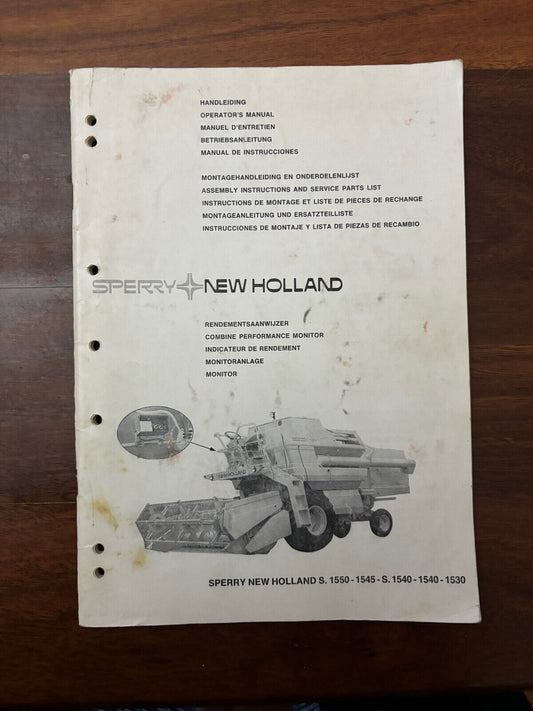 HANDLEIDING
OPERATOR'S MANUAL
MANUEL D'ENTRETIEN
BETRIEBSANLEITUNG
MANUAL DE INSTRUCCIONES
MONTAGEHANDLEIDING EN ONDERDELENLIJST
ASSEMBLY INSTRUCTIONS AND SERVICE PARTS LIST
INSTRUCTIONS DE MONTAGE ET LISTE DE PIECES DE RECHANGE
MONTAGEANLEITUNG UND ERSATZTEILLISTE
INSTRUCCIONES DE MONTAJE Y LISTA DE PIEZAS DE RECAMBIO
SPERRY NEW HOLLAND
RENDEMENTSAANWIJZER
COMBINE PERFORMANCE MONITOR
INDICATEUR DE RENDEMENT
MONITORANLAGE
MONITOR
NEW HOLLAND
SPERRY NEW HOLLAND S. 1550 - 1545 - S. 1540 - 1540 - 1530